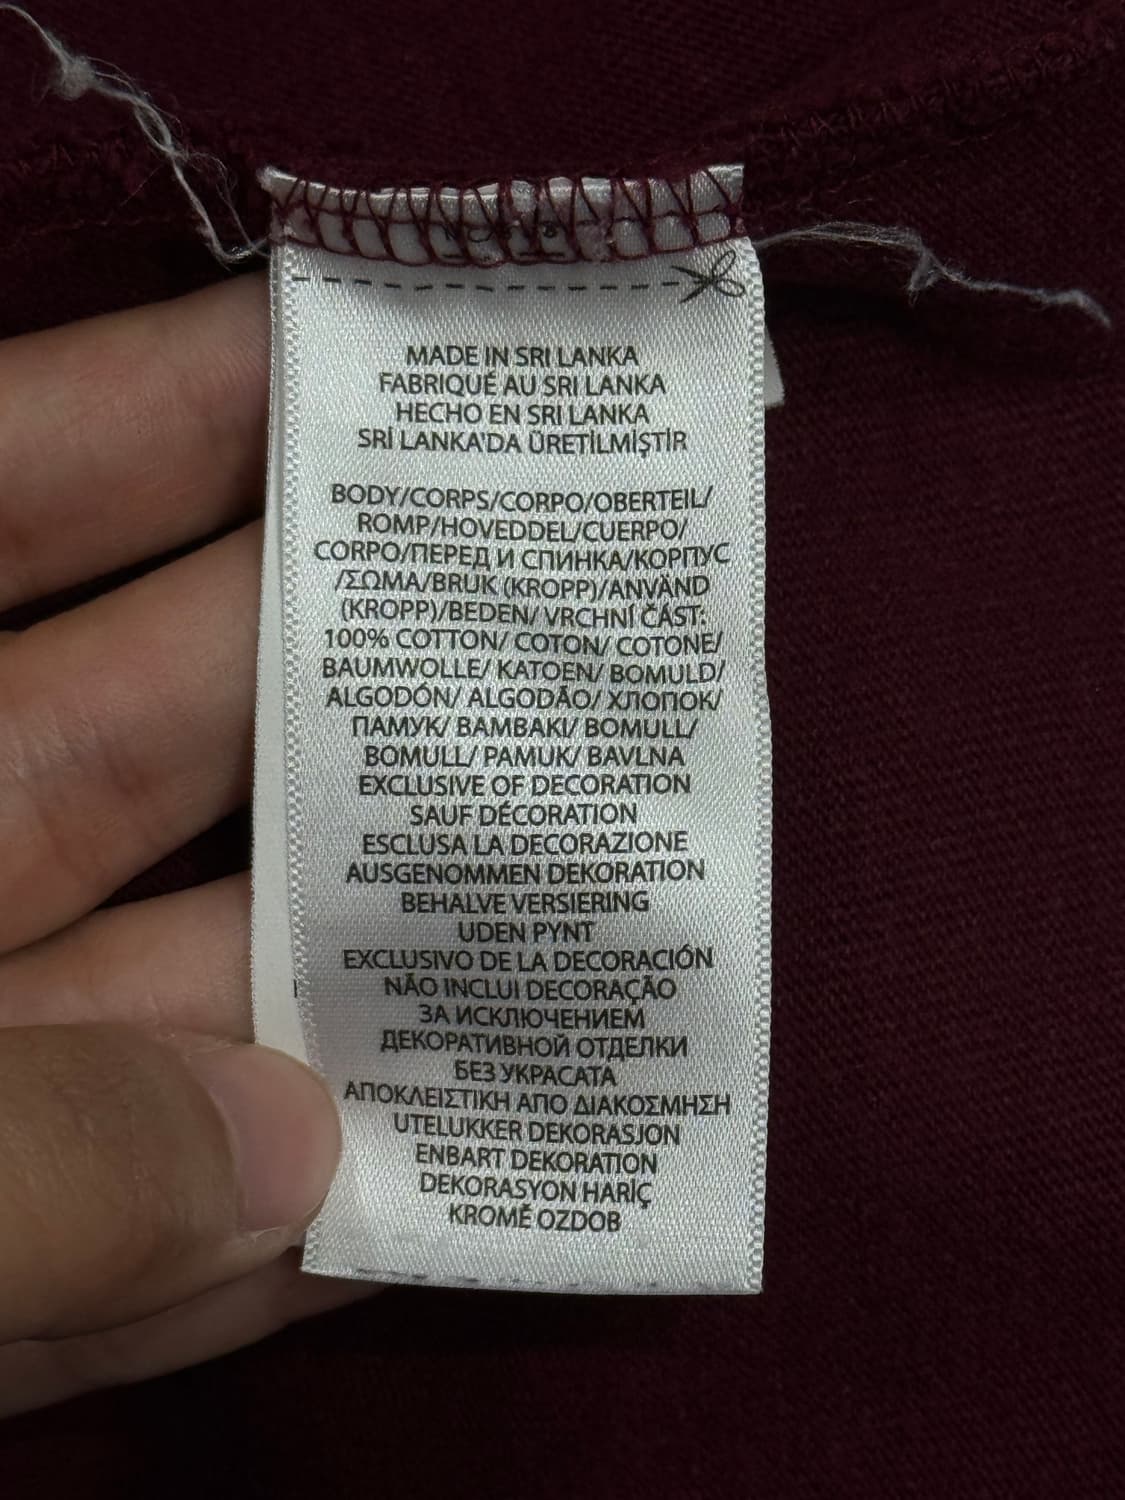 MADE IN SRI LANKA
FABRIQUÉ AU SRI LANKA
HECHO EN SRI LANKA
SRİ LANKA'DA ÜRETİLMİŞTİR
BODY/CORPS/CORPO/OBERTEIL/
ROMP/HOVEDDEL/CUERPO/
CORPO/ПЕРЕД И СПИНКА/КОРПУС
/ΣΩΜΑ/BRUK (KROPP)/ANVÄND
(KROPP)/BEDEN/ VRCHNÍ ČÁST:
100% COTTON/ COTON/ COTONE/
BAUMWOLLE/ KATOEN/ BOMULD/
ALGODÓN/ ALGODÃO/ ХЛОПОК/
ПАМУК/ ΒΑΜΒΑΚΙ/ BOMULL/
BOMULL/ PAMUK/ BAVLNA
EXCLUSIVE OF DECORATION
SAUF DÉCORATION
ESCLUSA LA DECORAZIONE
AUSGENOMMEN DEKORATION
BEHALVE VERSIERING
UDEN PYNT
EXCLUSIVO DE LA DECORACIÓN
NÃO INCLUI DECORAÇÃO
ЗА ИСКЛЮЧЕНИЕМ
ДЕКОРАТИВНОЙ ОТДЕЛКИ
БЕЗ УКРАСАТА
ΑΠΟΚΛΕΙΣΤΙΚΗ ΑΠΟ ΔΙΑΚΟΣΜΗΣΗ
UTELUKKER DEKORASJON
ENBART DEKORATION
DEKORASYON HARİÇ
KROMĚ OZDOB